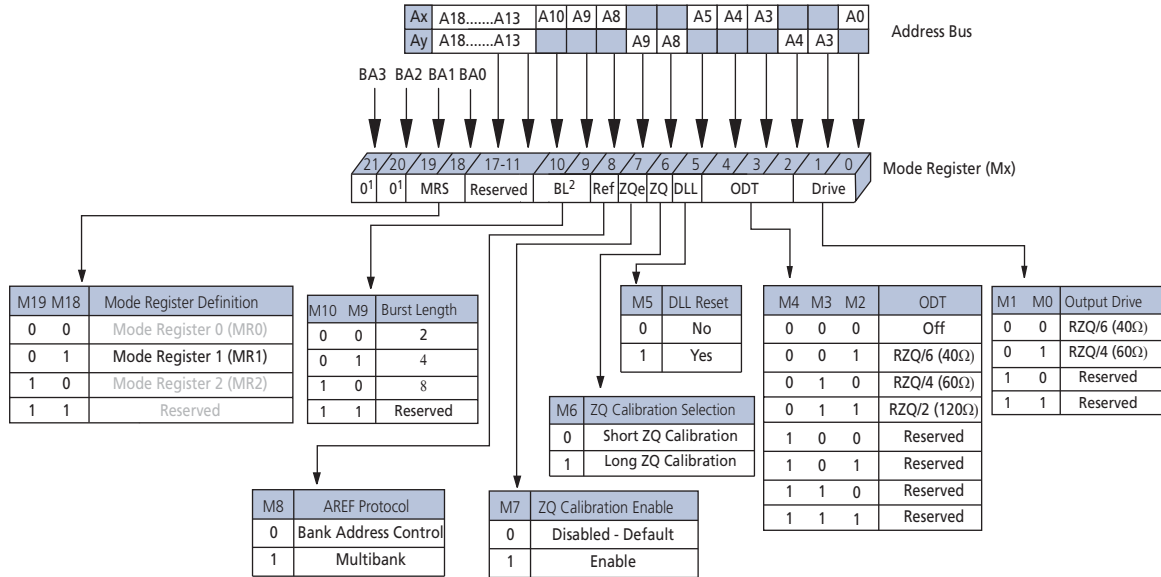 Ax A18.......A13 A10 A9 A8 A5 A4 A3 A0
Ay A18.......A13 A9 A8 A4 A3
Address Bus
BA3 BA2 BA1 BA0
21 20 19 18 17-11 10 9 8 7 6 5 4 3 2 1 0
Mode Register (Mx)
0¹ 0¹ MRS Reserved BL² Ref ZQe ZQ DLL ODT Drive
M19 M18 Mode Register Definition
0 0 Mode Register 0 (MR0)
0 1 Mode Register 1 (MR1)
1 0 Mode Register 2 (MR2)
1 1 Reserved
M10 M9 Burst Length
0 0 2
0 1 4
1 0 8
1 1 Reserved
M5 DLL Reset
0 No
1 Yes
M4 M3 M2 ODT
0 0 0 Off
0 0 1 RZQ/6 (40Ω)
0 1 0 RZQ/4 (60Ω)
0 1 1 RZQ/2 (120Ω)
1 0 0 Reserved
1 0 1 Reserved
1 1 0 Reserved
1 1 1 Reserved
M1 M0 Output Drive
0 0 RZQ/6 (40Ω)
0 1 RZQ/4 (60Ω)
1 0 Reserved
1 1 Reserved
M6 ZQ Calibration Selection
0 Short ZQ Calibration
1 Long ZQ Calibration
M8 AREF Protocol
0 Bank Address Control
1 Multibank
M7 ZQ Calibration Enable
0 Disabled - Default
1 Enable